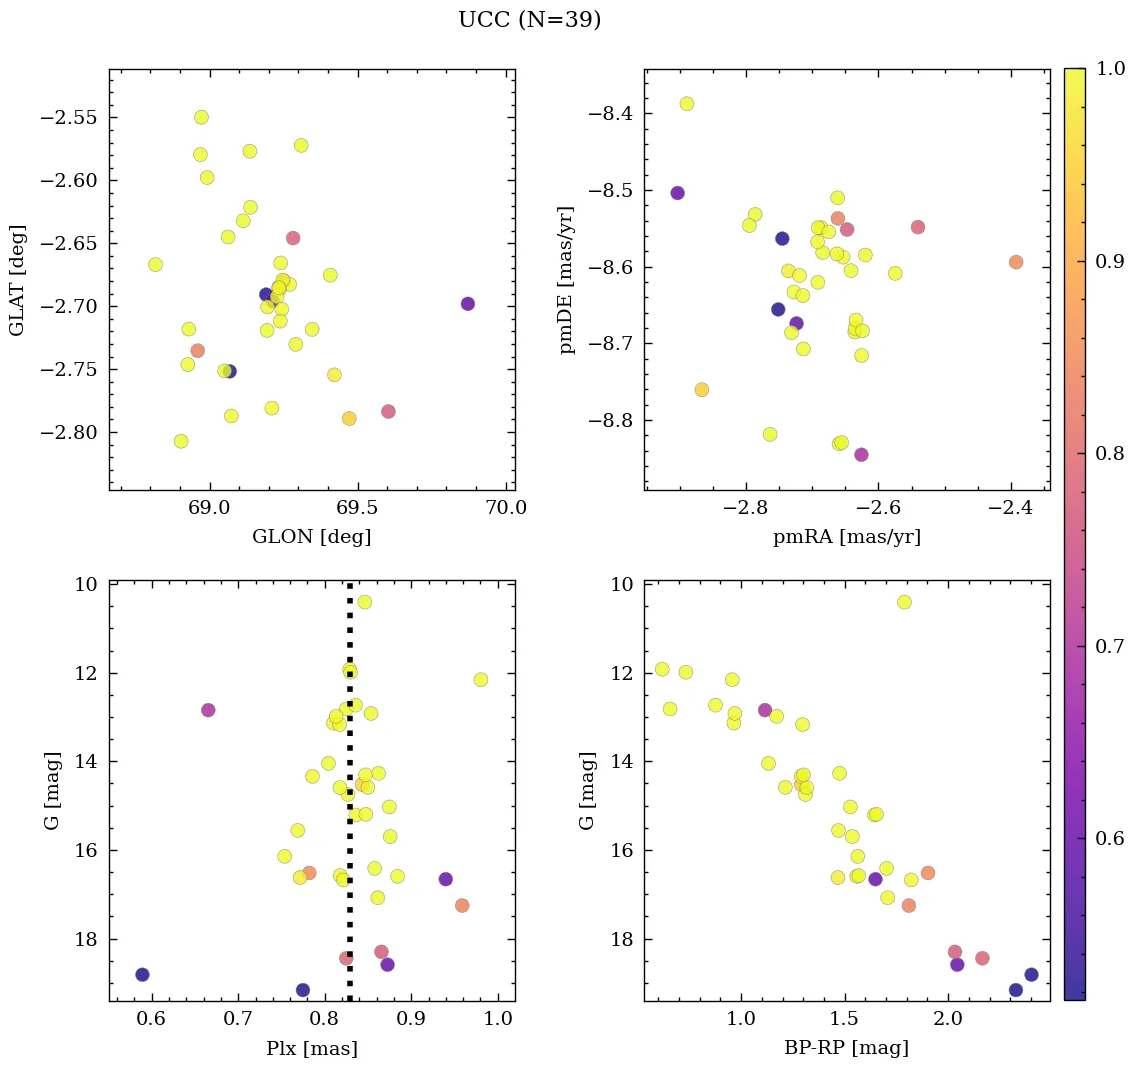 UCC (N=39)
−2.55
−2.60
−2.65
−2.70
−2.75
−2.80
GLAT [deg]
69.0 69.5 70.0
GLON [deg]
−8.4
−8.5
−8.6
−8.7
−8.8
pmDE [mas/yr]
−2.8 −2.6 −2.4
pmRA [mas/yr]
10
12
14
16
18
G [mag]
0.6 0.7 0.8 0.9 1.0
Plx [mas]
10
12
14
16
18
G [mag]
1.0 1.5 2.0
BP-RP [mag]
1.0
0.9
0.8
0.7
0.6